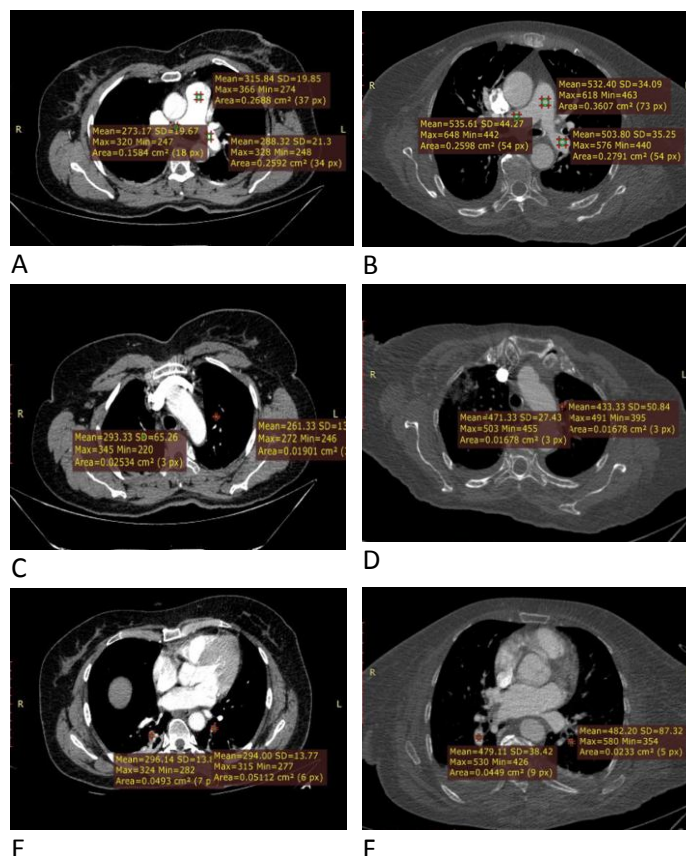 Mean=315.84 SD=19.85
Max=366 Min=274
Area=0.2688 cm² (37 px)
Mean=273.17 SD=19.67
Max=320 Min=247
Area=0.1584 cm² (18 px)
Mean=288.32 SD=21.3
Max=328 Min=248
Area=0.2592 cm² (34 px)
R
L
A
Mean=532.40 SD=34.09
Max=618 Min=463
Area=0.3607 cm² (73 px)
Mean=535.61 SD=44.27
Max=648 Min=442
Area=0.2598 cm² (54 px)
Mean=503.80 SD=35.25
Max=576 Min=440
Area=0.2791 cm² (54 px)
R
B
R
L
Mean=293.33 SD=65.26
Max=345 Min=220
Area=0.02534 cm² (3 px)
Mean=261.33 SD=13
Max=272 Min=246
Area=0.01901 cm²
C
R
L
Mean=471.33 SD=27.43
Max=503 Min=455
Area=0.01678 cm² (3 px)
Mean=433.33 SD=50.84
Max=491 Min=395
Area=0.01678 cm² (3 px)
D
R
L
Mean=296.14 SD=13.
Max=324 Min=282
Area=0.0493 cm² (7 p
Mean=294.00 SD=13.77
Max=315 Min=277
Area=0.05112 cm² (6 px)
E
R
Mean=482.20 SD=87.32
Max=580 Min=354
Area=0.0233 cm² (5 px)
Mean=479.11 SD=38.42
Max=530 Min=426
Area=0.0449 cm² (9 px)
F